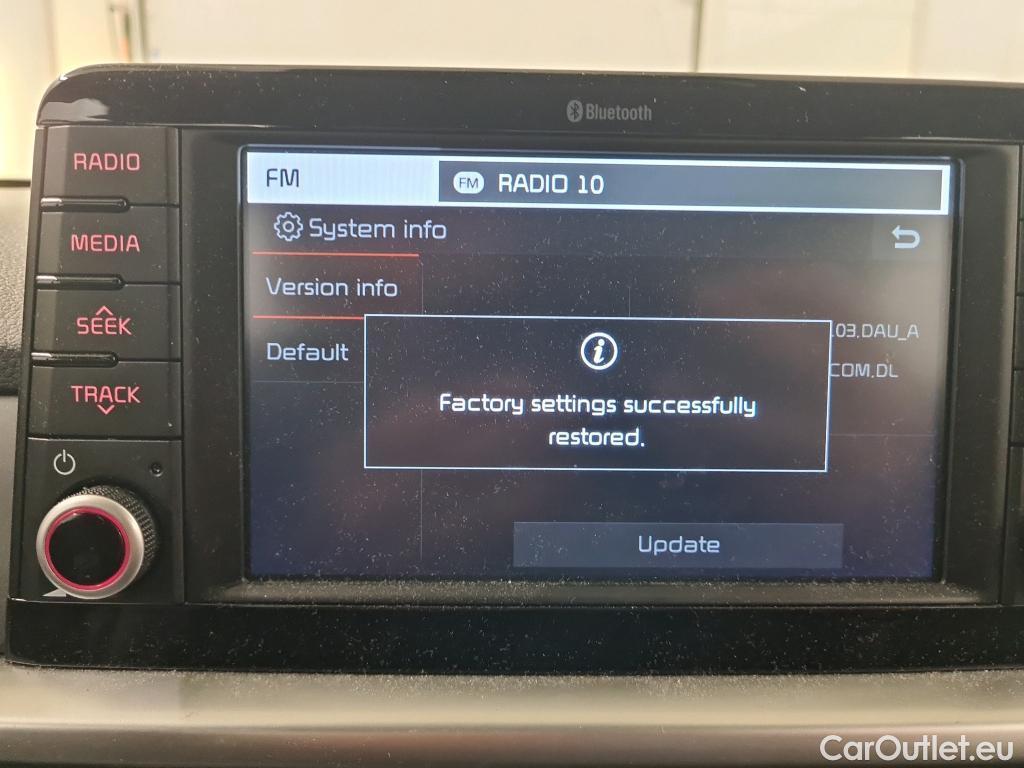 Bluetooth
RADIO
MEDIA
SEEK
TRACK
FM
FM RADIO 10
System info
Version info
Default
.03.DAU_A
COM.DL
Factory settings successfully
restored.
Update
CarOutlet.eu